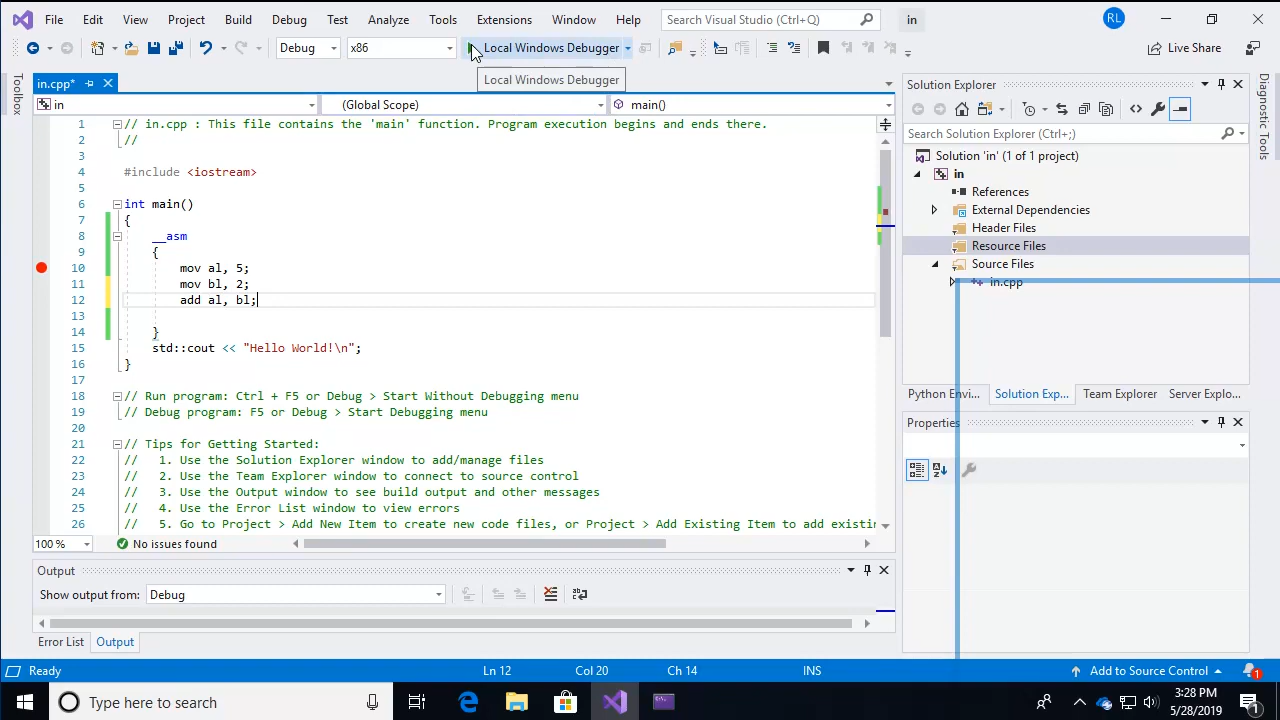 File Edit View Project Build Debug Test Analyze Tools Extensions Window Help Search Visual Studio (Ctrl+Q) in RL
Debug x86 Local Windows Debugger Live Share
Local Windows Debugger
Toolbox
in.cpp*
in (Global Scope) main()
1 // in.cpp : This file contains the 'main' function. Program execution begins and ends there.
2 //
3
4 #include <iostream>
5
6 int main()
7 {
8 __asm
9 {
10 mov al, 5;
11 mov bl, 2;
12 add al, bl;
13
14 }
15 std::cout << "Hello World!\n";
16 }
17
18 // Run program: Ctrl + F5 or Debug > Start Without Debugging menu
19 // Debug program: F5 or Debug > Start Debugging menu
20
21 // Tips for Getting Started:
22 // 1. Use the Solution Explorer window to add/manage files
23 // 2. Use the Team Explorer window to connect to source control
24 // 3. Use the Output window to see build output and other messages
25 // 4. Use the Error List window to view errors
26 // 5. Go to Project > Add New Item to create new code files, or Project > Add Existing Item to add existin
100 % No issues found
Output
Show output from: Debug
Error List Output
Solution Explorer
Search Solution Explorer (Ctrl+;)
Solution 'in' (1 of 1 project)
in
References
External Dependencies
Header Files
Resource Files
Source Files
in.cpp
Python Envi... Solution Exp... Team Explorer Server Explo...
Properties
Diagnostic Tools
Ready Ln 12 Col 20 Ch 14 INS Add to Source Control 1
Type here to search
3:28 PM
5/28/2019
1